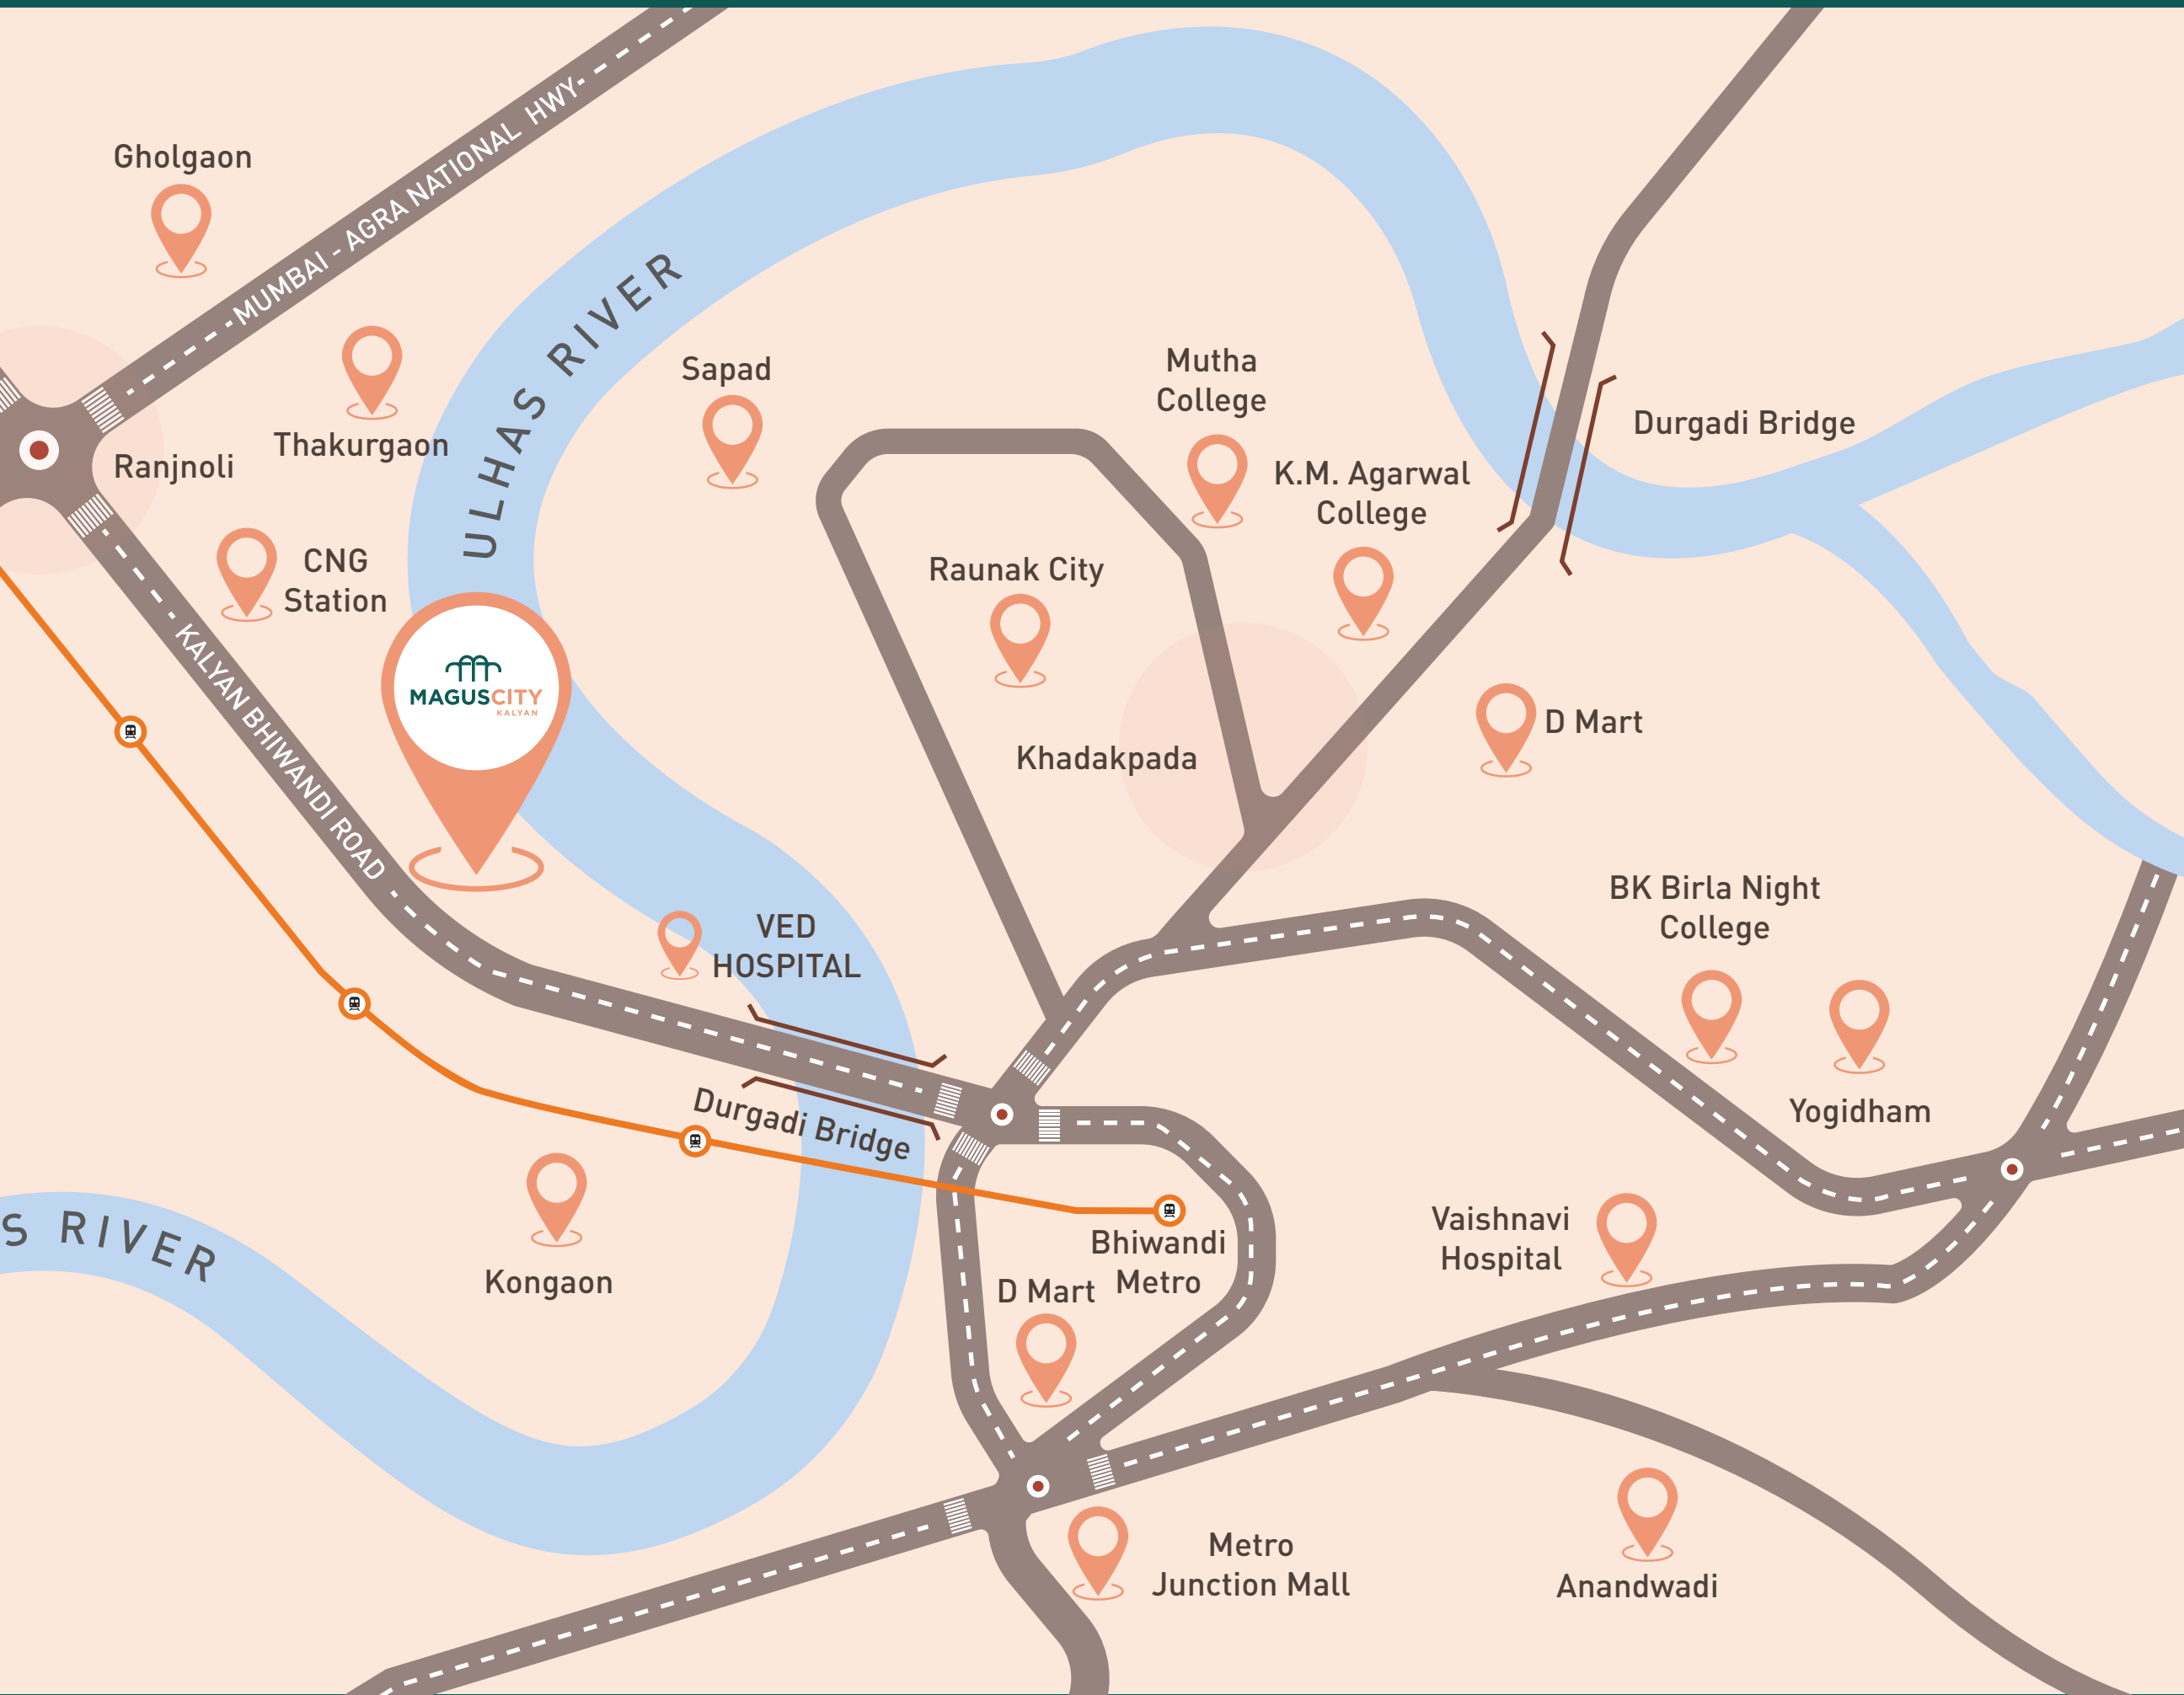 Gholgaon
MUMBAI - AGRA NATIONAL HWY
ULHAS RIVER
Thakurgaon
Ranjnoli
Sapad
Mutha
College
K.M. Agarwal
College
Durgadi Bridge
CNG
Station
Raunak City
KALYAN BHIWANDI ROAD
MAGUSCITY
KALYAN
Khadakpada
D Mart
VED
HOSPITAL
BK Birla Night
College
Durgadi Bridge
Yogidham
S RIVER
Kongaon
Bhiwandi
Metro
D Mart
Vaishnavi
Hospital
Metro
Junction Mall
Anandwadi